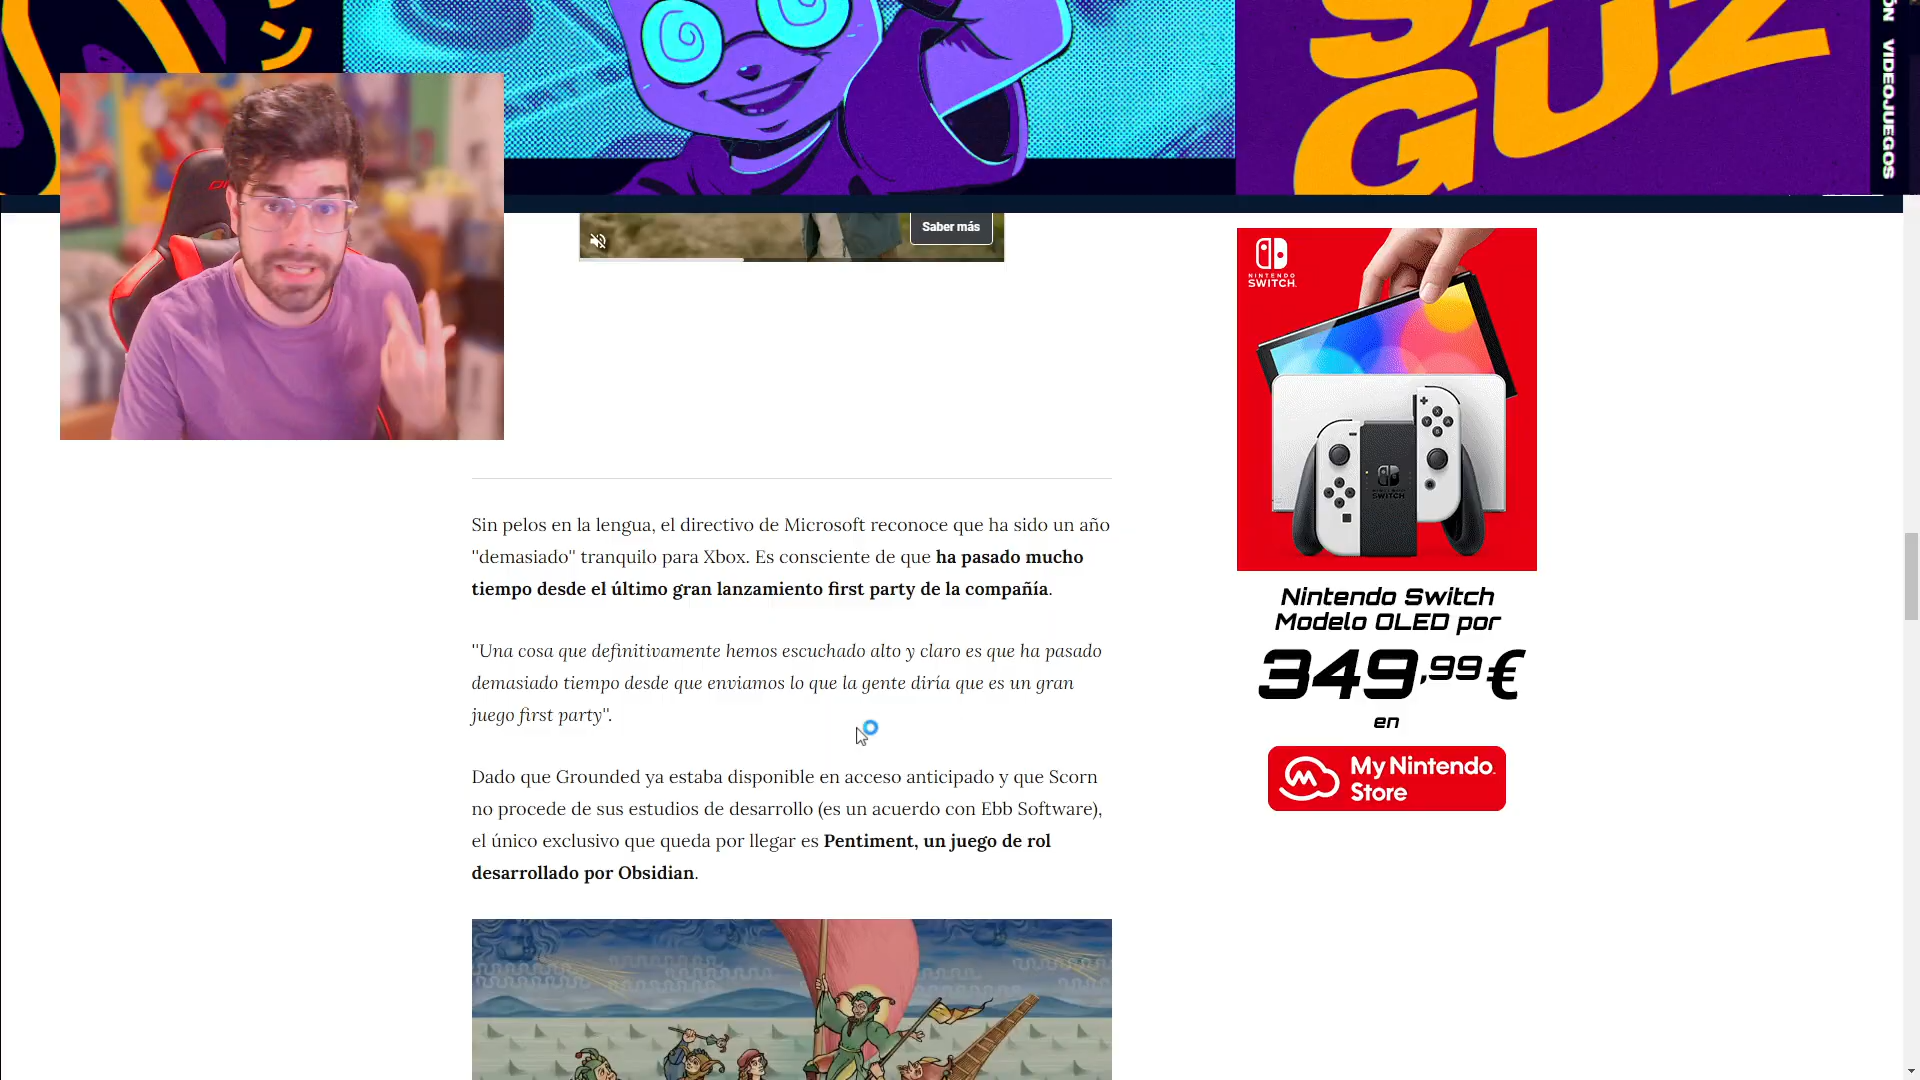 ン
SA
GUZ
ÓN VIDEOJUEGOS
Saber más
NINTENDO
SWITCH
Sin pelos en la lengua, el directivo de Microsoft reconoce que ha sido un año
"demasiado" tranquilo para Xbox. Es consciente de que ha pasado mucho
tiempo desde el último gran lanzamiento first party de la compañía.
"Una cosa que definitivamente hemos escuchado alto y claro es que ha pasado
demasiado tiempo desde que enviamos lo que la gente diría que es un gran
juego first party".
Dado que Grounded ya estaba disponible en acceso anticipado y que Scorn
no procede de sus estudios de desarrollo (es un acuerdo con Ebb Software),
el único exclusivo que queda por llegar es Pentiment, un juego de rol
desarrollado por Obsidian.
SWITCH
Nintendo Switch
Modelo OLED por
349,99€
en
My Nintendo
Store